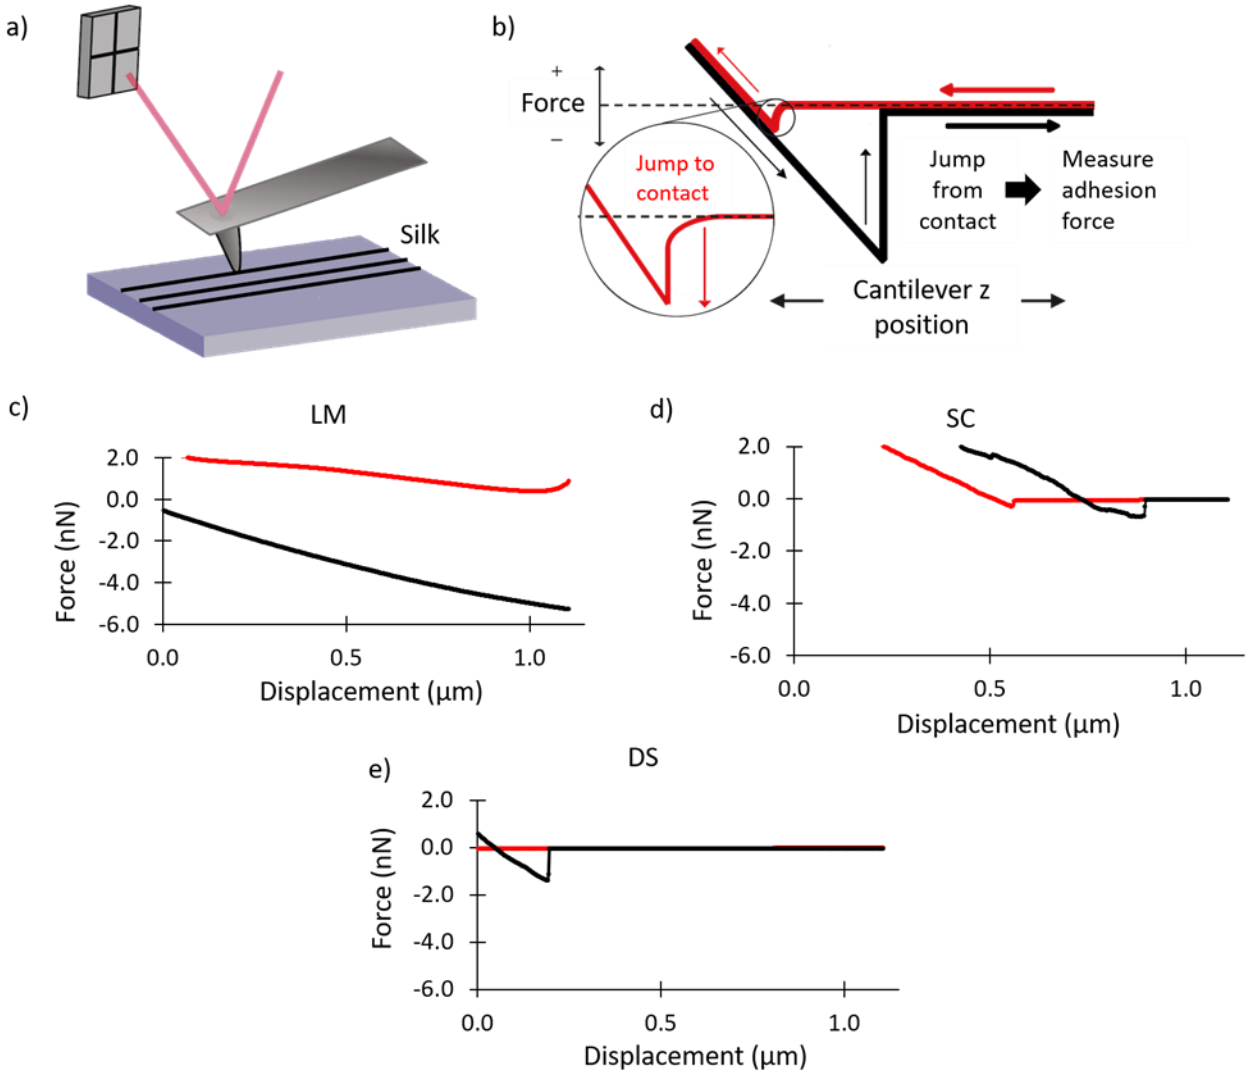 a)
Silk
b)
+
Force
–
Jump to
contact
Jump
from
contact
Measure
adhesion
force
Cantilever z
position
c)
LM
2.0
0.0
-2.0
-4.0
-6.0
Force (nN)
0.0
0.5
1.0
Displacement (μm)
d)
SC
2.0
0.0
-2.0
-4.0
-6.0
Force (nN)
0.0
0.5
1.0
Displacement (μm)
e)
DS
2.0
0.0
-2.0
-4.0
-6.0
Force (nN)
0.0
0.5
1.0
Displacement (μm)